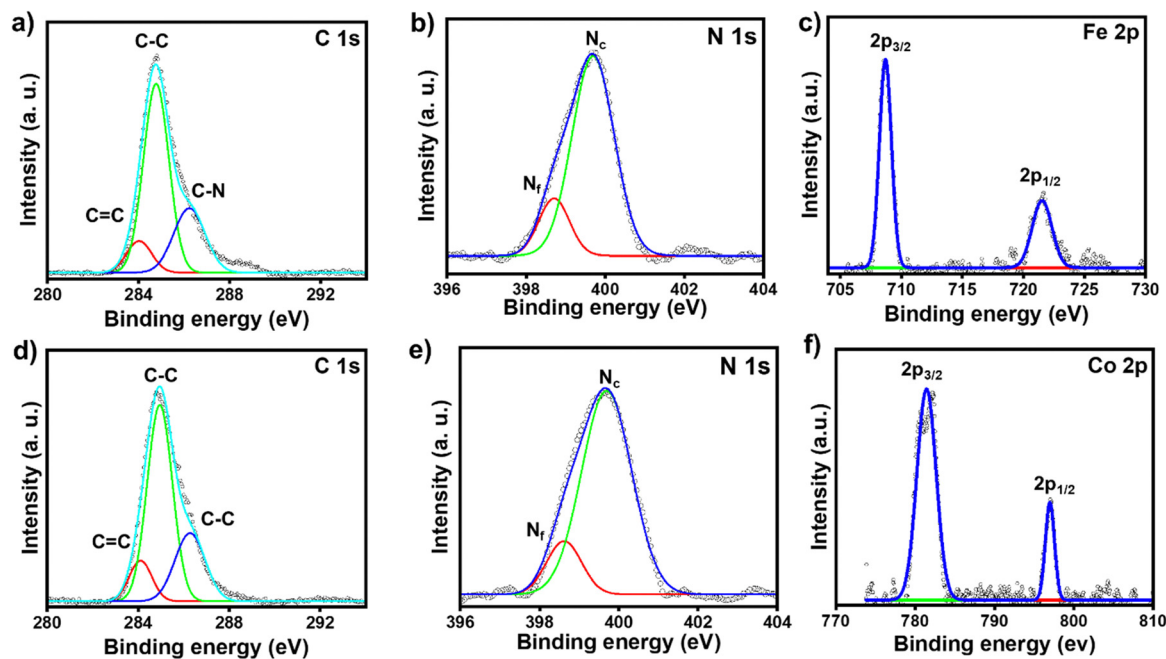 a)
C 1s
C-C
C-N
C=C
Intensity (a. u.)
280 284 288 292
Binding energy (eV)
b)
N 1s
Nc
Nf
Intensity (a. u.)
396 398 400 402 404
Binding energy (eV)
c)
Fe 2p
2p3/2
2p1/2
Intensity (a.u.)
705 710 715 720 725 730
Binding energy (eV)
d)
C 1s
C-C
C-C
C=C
Intensity (a. u.)
280 284 288 292
Binding energy (eV)
e)
N 1s
Nc
Nf
Intensity (a. u.)
396 398 400 402 404
Binding energy (eV)
f)
Co 2p
2p3/2
2p1/2
Intensity (a.u.)
770 780 790 800 810
Binding energy (ev)